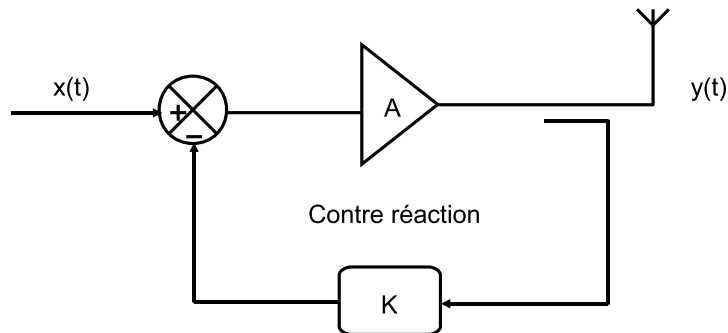 x(t)
y(t)
+
−
A
Contre réaction
K